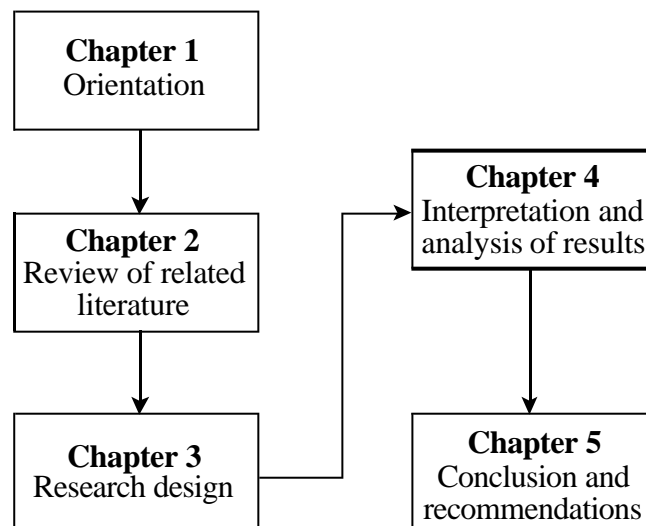 Chapter 1
Orientation
Chapter 2
Review of related
literature
Chapter 3
Research design
Chapter 4
Interpretation and
analysis of results
Chapter 5
Conclusion and
recommendations